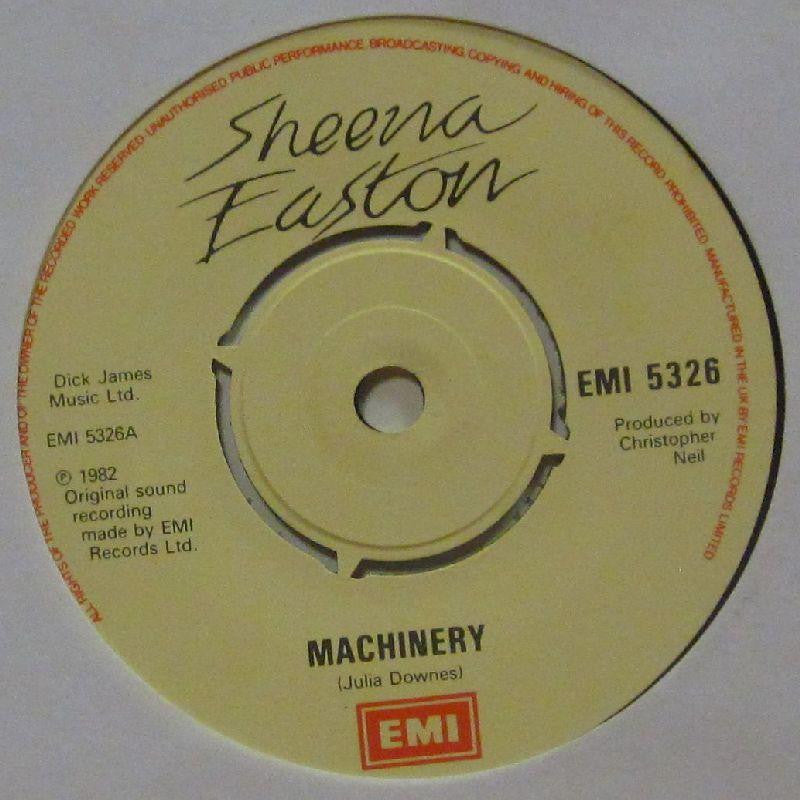 ALL RIGHTS OF THE PRODUCER AND OF THE OWNER OF THE RECORDED WORK RESERVED. UNAUTHORISED PUBLIC PERFORMANCE BROADCASTING COPYING AND HIRING OF THIS RECORD PROHIBITED. MANUFACTURED IN THE UK BY EMI RECORDS LIMITED
Sheena
Easton
Dick James
Music Ltd.
EMI 5326A
℗ 1982
Original sound
recording
made by EMI
Records Ltd.
EMI 5326
Produced by
Christopher
Neil
MACHINERY
(Julia Downes)
EMI